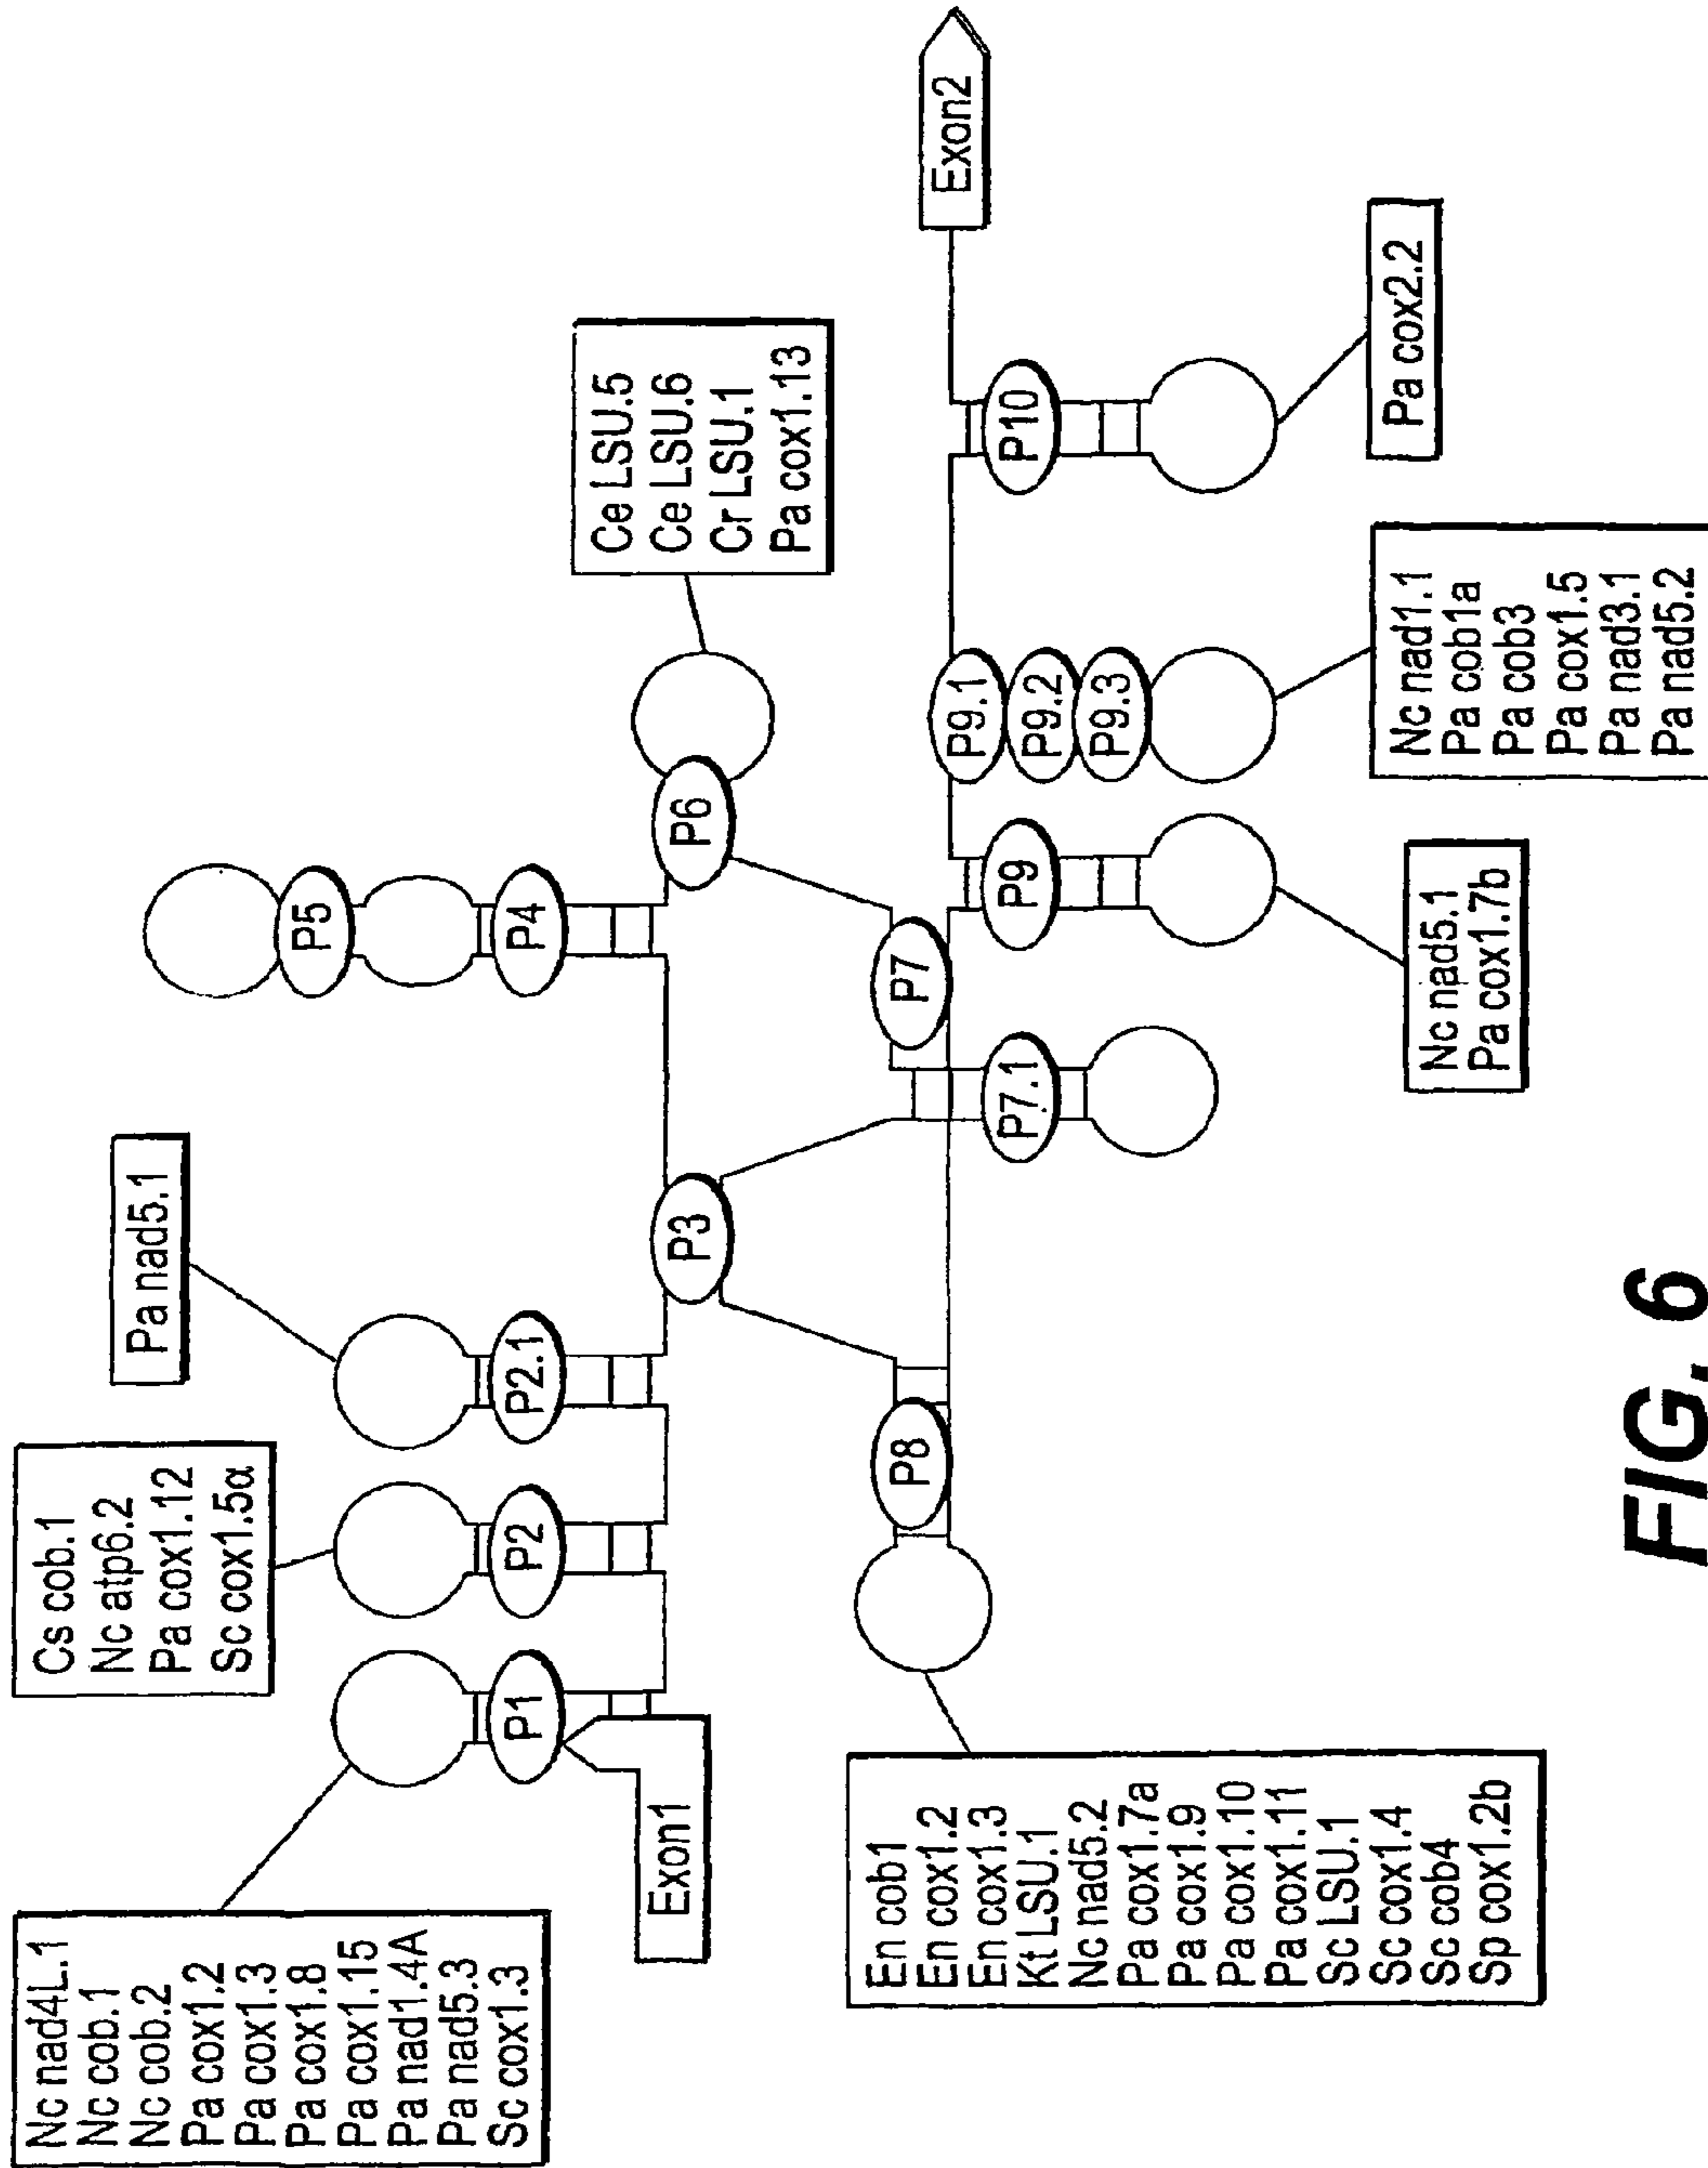 Nc nad4L.1
Nc cob.1
Nc cob.2
Pa cox1.2
Pa cox1.3
Pa cox1.8
Pa cox1.15
Pa nad1.4A
Pa nad5.3
Sc cox1.3
Cs cob.1
Nc atp6.2
Pa cox1.12
Sc cox1.5α
Pa nad5.1
P1
P2
P2.1
P3
P4
P5
P6
Exon1
Ce LSU.5
Ce LSU.6
Cr LSU.1
Pa cox1.13
En cob1
En cox1.2
En cox1.3
Kt LSU.1
Nc nad5.2
Pa cox1.7a
Pa cox1.9
Pa cox1.10
Pa cox1.11
Sc LSU.1
Sc cox1.4
Sc cob4
Sp cox1.2b
P8
P7
P7.1
P9
P9.1
P9.2
P9.3
P10
Exon2
Nc nad5.1
Pa cox1.7b
Nc nad1.1
Pa cob1a
Pa cob3
Pa cox1.5
Pa nad3.1
Pa nad5.2
Pa cox2.2
FIG. 6